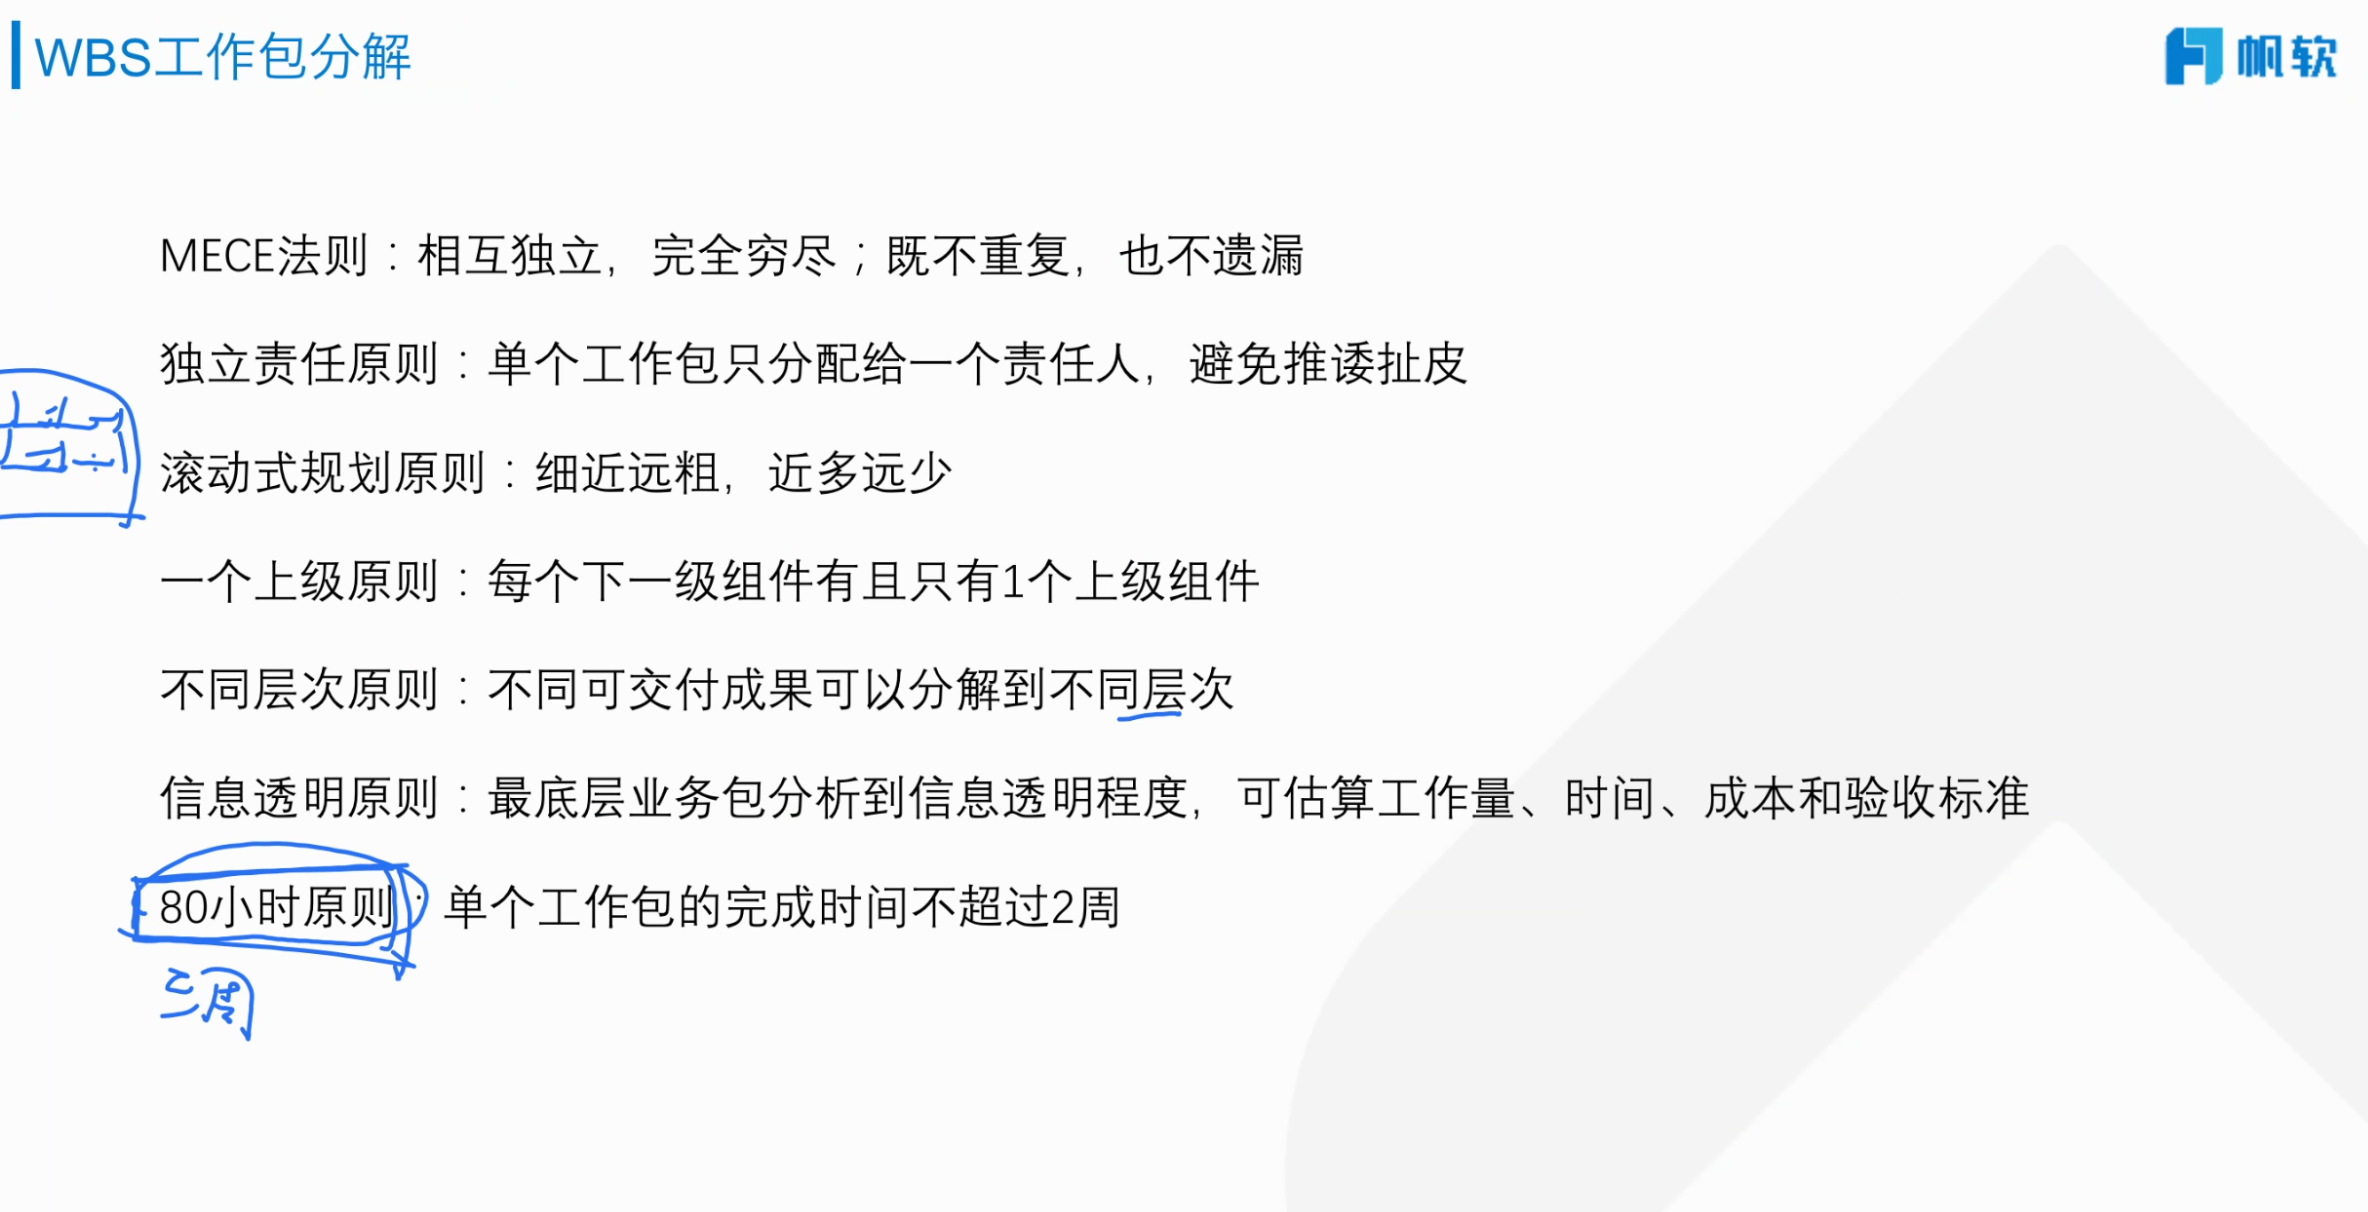 WBS工作包分解
帆软
MECE法则：相互独立，完全穷尽；既不重复，也不遗漏
独立责任原则：单个工作包只分配给一个责任人，避免推诿扯皮
滚动式规划原则：细近远粗，近多远少
一个上级原则：每个下一级组件有且只有1个上级组件
不同层次原则：不同可交付成果可以分解到不同层次
信息透明原则：最底层业务包分析到信息透明程度，可估算工作量、时间、成本和验收标准
80小时原则：单个工作包的完成时间不超过2周